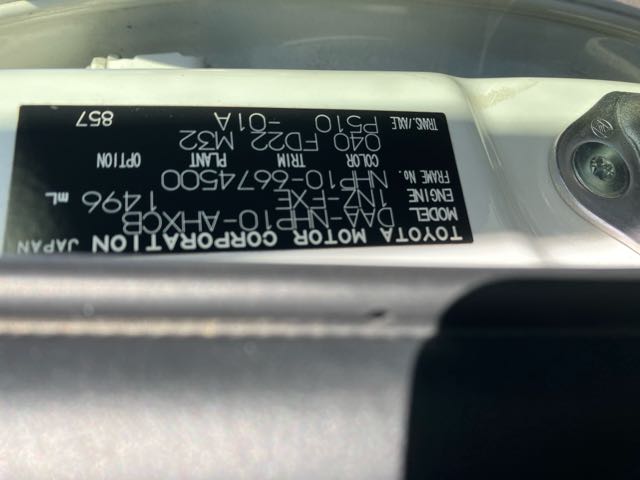 TOYOTA MOTOR CORPORATION JAPAN
MODEL DAA-NHP10-AHXCB
ENGINE 1NZ-FXE 1496 mL
FRAME No. NHP10-6674500
COLOR TRIM PLANT OPTION
040 FD22 M32
TRANS./AXLE P510 -01A
857